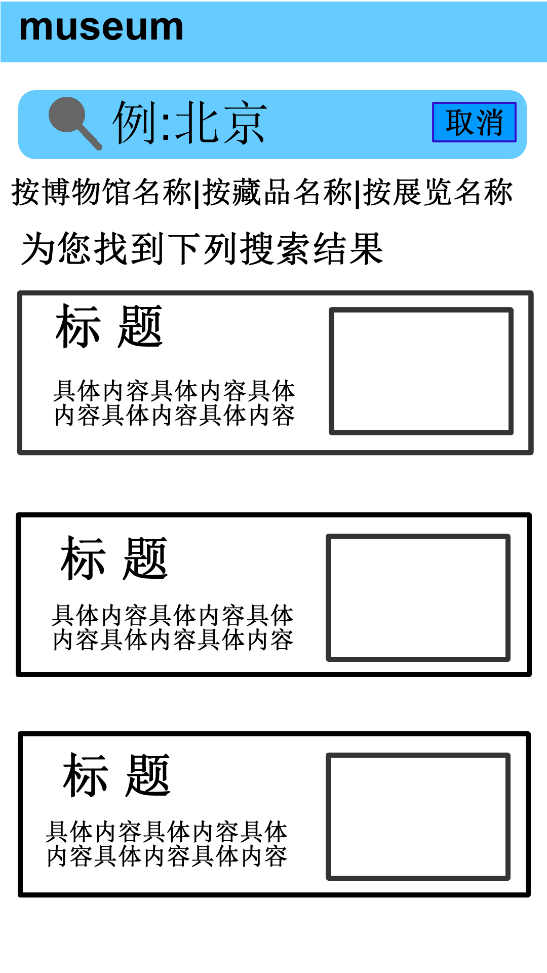 museum
例:北京
取消
按博物馆名称|按藏品名称|按展览名称
为您找到下列搜索结果
标 题
具体内容具体内容具体
内容具体内容具体内容
标 题
具体内容具体内容具体
内容具体内容具体内容
标 题
具体内容具体内容具体
内容具体内容具体内容